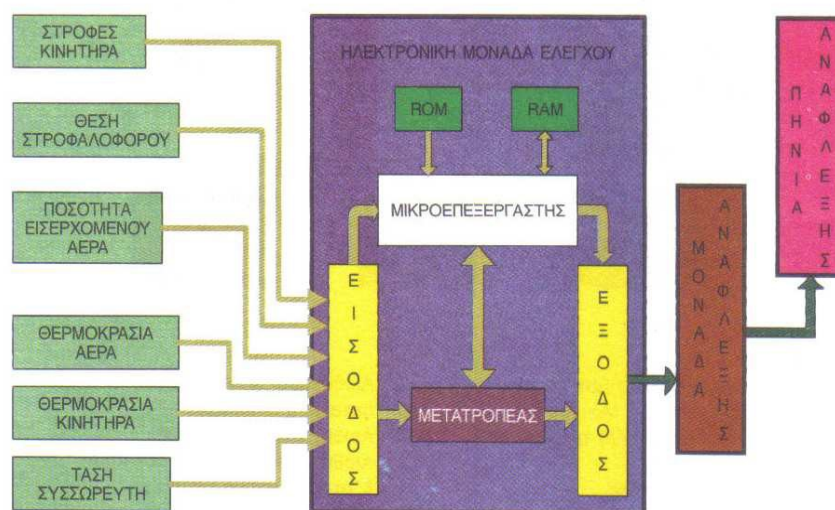 ΣΤΡΟΦΕΣ
ΚΙΝΗΤΗΡΑ
ΘΕΣΗ
ΣΤΡΟΦΑΛΟΦΟΡΟΥ
ΠΟΣΟΤΗΤΑ
ΕΙΣΕΡΧΟΜΕΝΟΥ
ΑΕΡΑ
ΘΕΡΜΟΚΡΑΣΙΑ
ΑΕΡΑ
ΘΕΡΜΟΚΡΑΣΙΑ
ΚΙΝΗΤΗΡΑ
ΤΑΣΗ
ΣΥΣΣΩΡΕΥΤΗ
ΗΛΕΚΤΡΟΝΙΚΗ ΜΟΝΑΔΑ ΕΛΕΓΧΟΥ
ROM
RAM
ΜΙΚΡΟΕΠΕΞΕΡΓΑΣΤΗΣ
ΕΙΣΟΔΟΣ
ΜΕΤΑΤΡΟΠΕΑΣ
ΕΞΟΔΟΣ
ΜΟΝΑΔΑ
ΑΝΑΦΛΕΞΗΣ
ΠΗΝΙΑ
ΑΝΑΦΛΕΞΗΣ